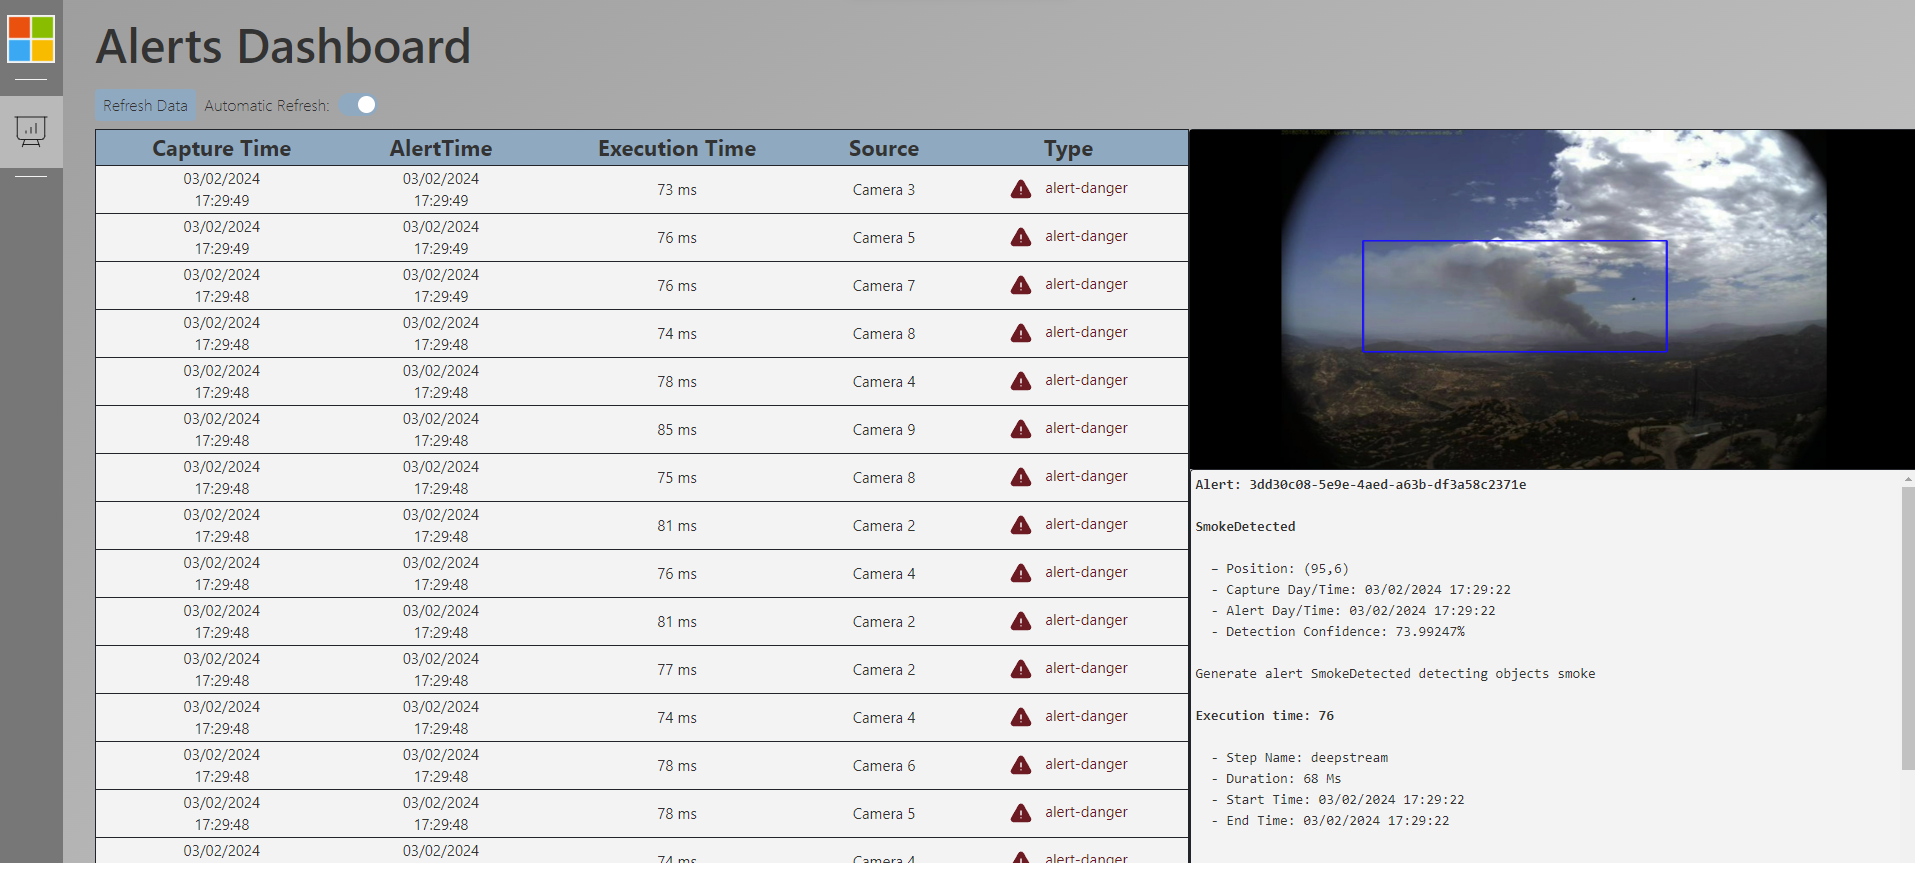 Alerts Dashboard
Refresh Data Automatic Refresh:
Capture Time AlertTime Execution Time Source Type
03/02/2024 03/02/2024
17:29:49 17:29:49 73 ms Camera 3 alert-danger
03/02/2024 03/02/2024
17:29:49 17:29:49 76 ms Camera 5 alert-danger
03/02/2024 03/02/2024
17:29:48 17:29:49 76 ms Camera 7 alert-danger
03/02/2024 03/02/2024
17:29:48 17:29:48 74 ms Camera 8 alert-danger
03/02/2024 03/02/2024
17:29:48 17:29:48 78 ms Camera 4 alert-danger
03/02/2024 03/02/2024
17:29:48 17:29:48 85 ms Camera 9 alert-danger
03/02/2024 03/02/2024
17:29:48 17:29:48 75 ms Camera 8 alert-danger
03/02/2024 03/02/2024
17:29:48 17:29:48 81 ms Camera 2 alert-danger
03/02/2024 03/02/2024
17:29:48 17:29:48 76 ms Camera 4 alert-danger
03/02/2024 03/02/2024
17:29:48 17:29:48 81 ms Camera 2 alert-danger
03/02/2024 03/02/2024
17:29:48 17:29:48 77 ms Camera 2 alert-danger
03/02/2024 03/02/2024
17:29:48 17:29:48 74 ms Camera 4 alert-danger
03/02/2024 03/02/2024
17:29:48 17:29:48 78 ms Camera 6 alert-danger
03/02/2024 03/02/2024
17:29:48 17:29:48 78 ms Camera 5 alert-danger
03/02/2024 03/02/2024
74 ms Camera 4 alert-danger
Alert: 3dd30c08-5e9e-4aed-a63b-df3a58c2371e
SmokeDetected
- Position: (95,6)
- Capture Day/Time: 03/02/2024 17:29:22
- Alert Day/Time: 03/02/2024 17:29:22
- Detection Confidence: 73.99247%
Generate alert SmokeDetected detecting objects smoke
Execution time: 76
- Step Name: deepstream
- Duration: 68 Ms
- Start Time: 03/02/2024 17:29:22
- End Time: 03/02/2024 17:29:22